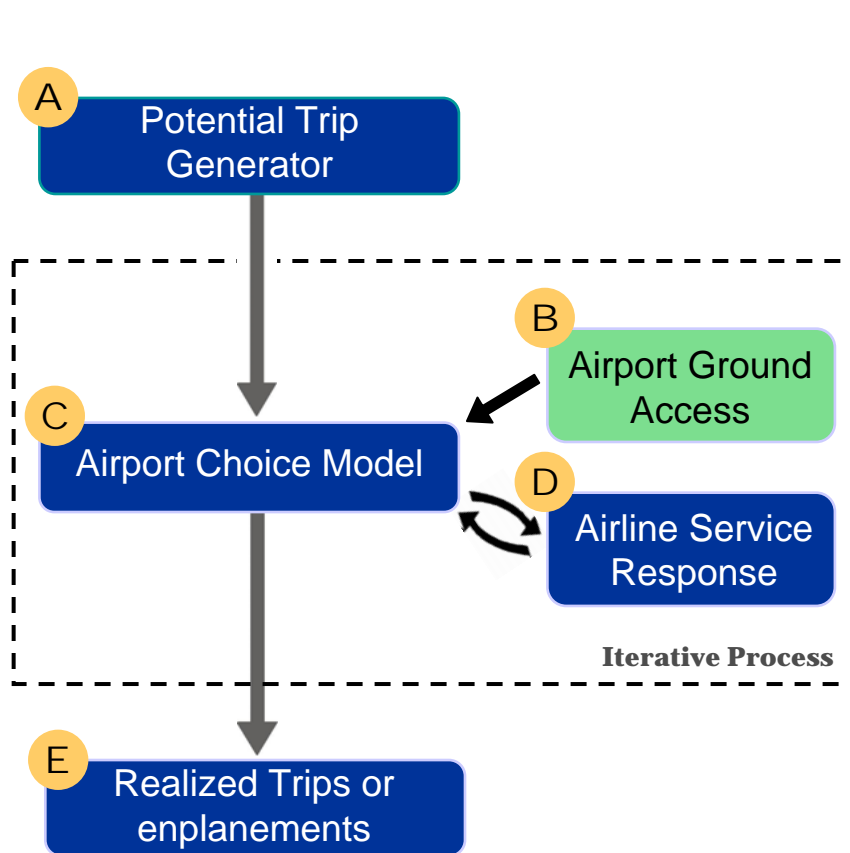 A
Potential Trip
Generator
B
Airport Ground
Access
C
Airport Choice Model
D
Airline Service
Response
Iterative Process
E
Realized Trips or
enplanements